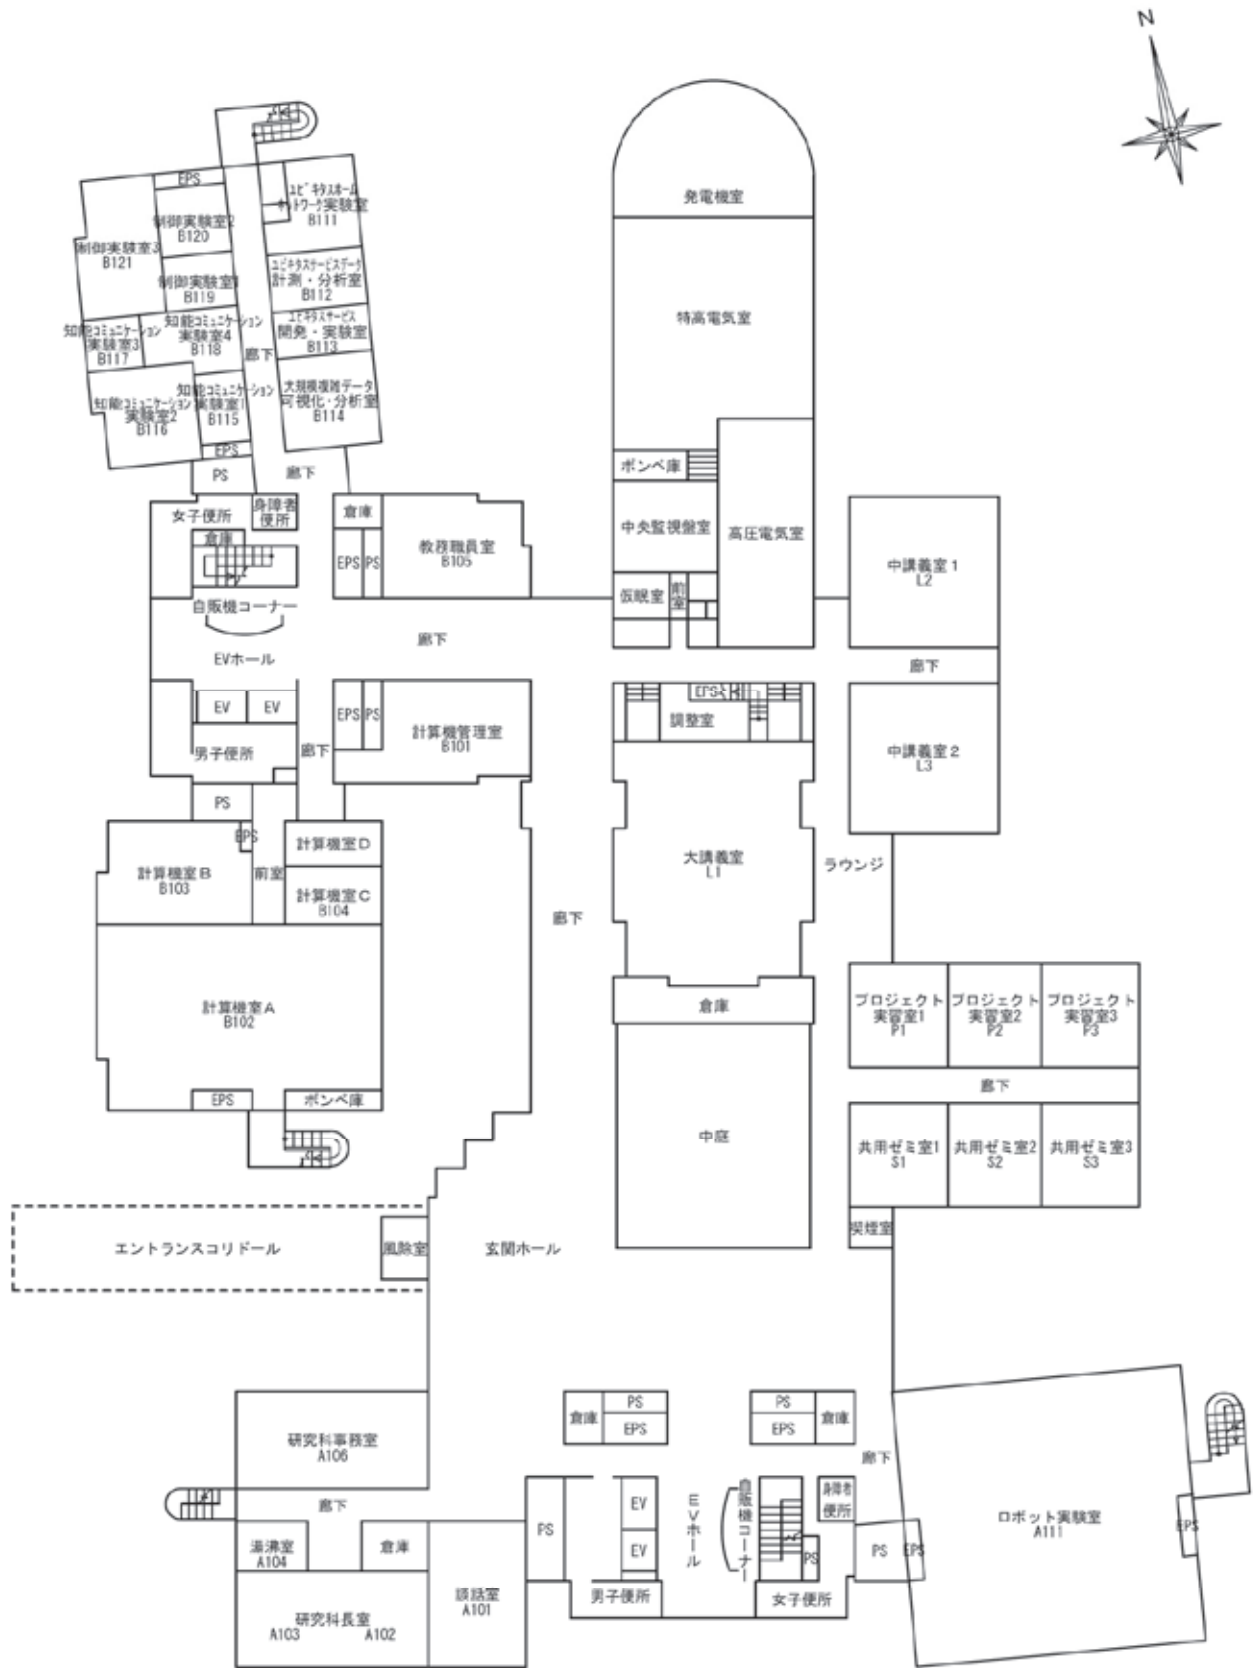 N
発電機室
EPS
ユビキタスホーム
ネットワーク実験室
B111
制御実験室2
B120
制御実験室3
B121
ユビキタスサービスデータ
計測・分析室
B112
制御実験室1
B119
特高電気室
ユビキタスサービス
開発・実験室
B113
知能コミュニケーション
実験室3
B117
知能コミュニケーション
実験室4
B118
廊下
大規模複雑データ
可視化・分析室
B114
知能コミュニケーション
実験室1
B115
知能コミュニケーション
実験室2
B116
EPS
PS
廊下
ボンベ庫
女子便所
身障者
便所
倉庫
倉庫
EPS
PS
教務職員室
B105
中央監視盤室
高圧電気室
中講義室1
L2
仮眠室
前室
自販機コーナー
廊下
EVホール
廊下
EV
EV
EPS
PS
計算機管理室
B101
EPS
調整室
中講義室2
L3
男子便所
廊下
PS
EPS
計算機室D
計算機室B
B103
前室
計算機室C
B104
大講義室
L1
ラウンジ
廊下
計算機室A
B102
倉庫
プロジェクト
実習室1
P1
プロジェクト
実習室2
P2
プロジェクト
実習室3
P3
廊下
EPS
ボンベ庫
中庭
共用ゼミ室1
S1
共用ゼミ室2
S2
共用ゼミ室3
S3
喫煙室
エントランスコリドール
風除室
玄関ホール
倉庫
PS
EPS
PS
EPS
倉庫
研究科事務室
A106
廊下
廊下
PS
EV
EV
EVホール
自販機コーナー
身障者
便所
PS
PS
EPS
ロボット実験室
A111
EPS
湯沸室
A104
倉庫
談話室
A101
男子便所
女子便所
研究科長室
A103
A102